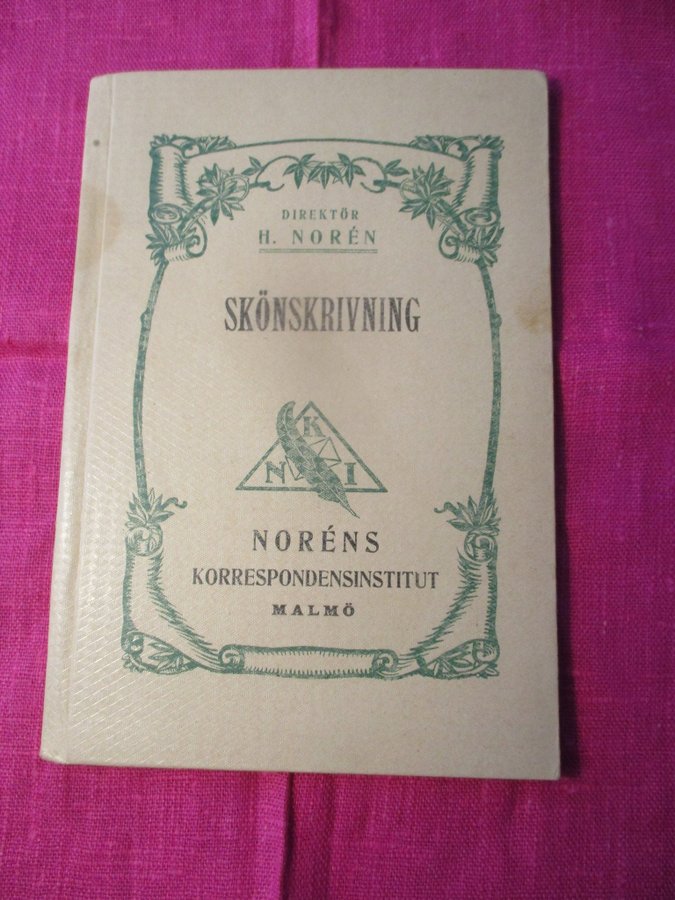 DIREKTÖR
H. NORÉN
SKÖNSKRIVNING
K
N I
NORÉNS
KORRESPONDENSINSTITUT
MALMÖ